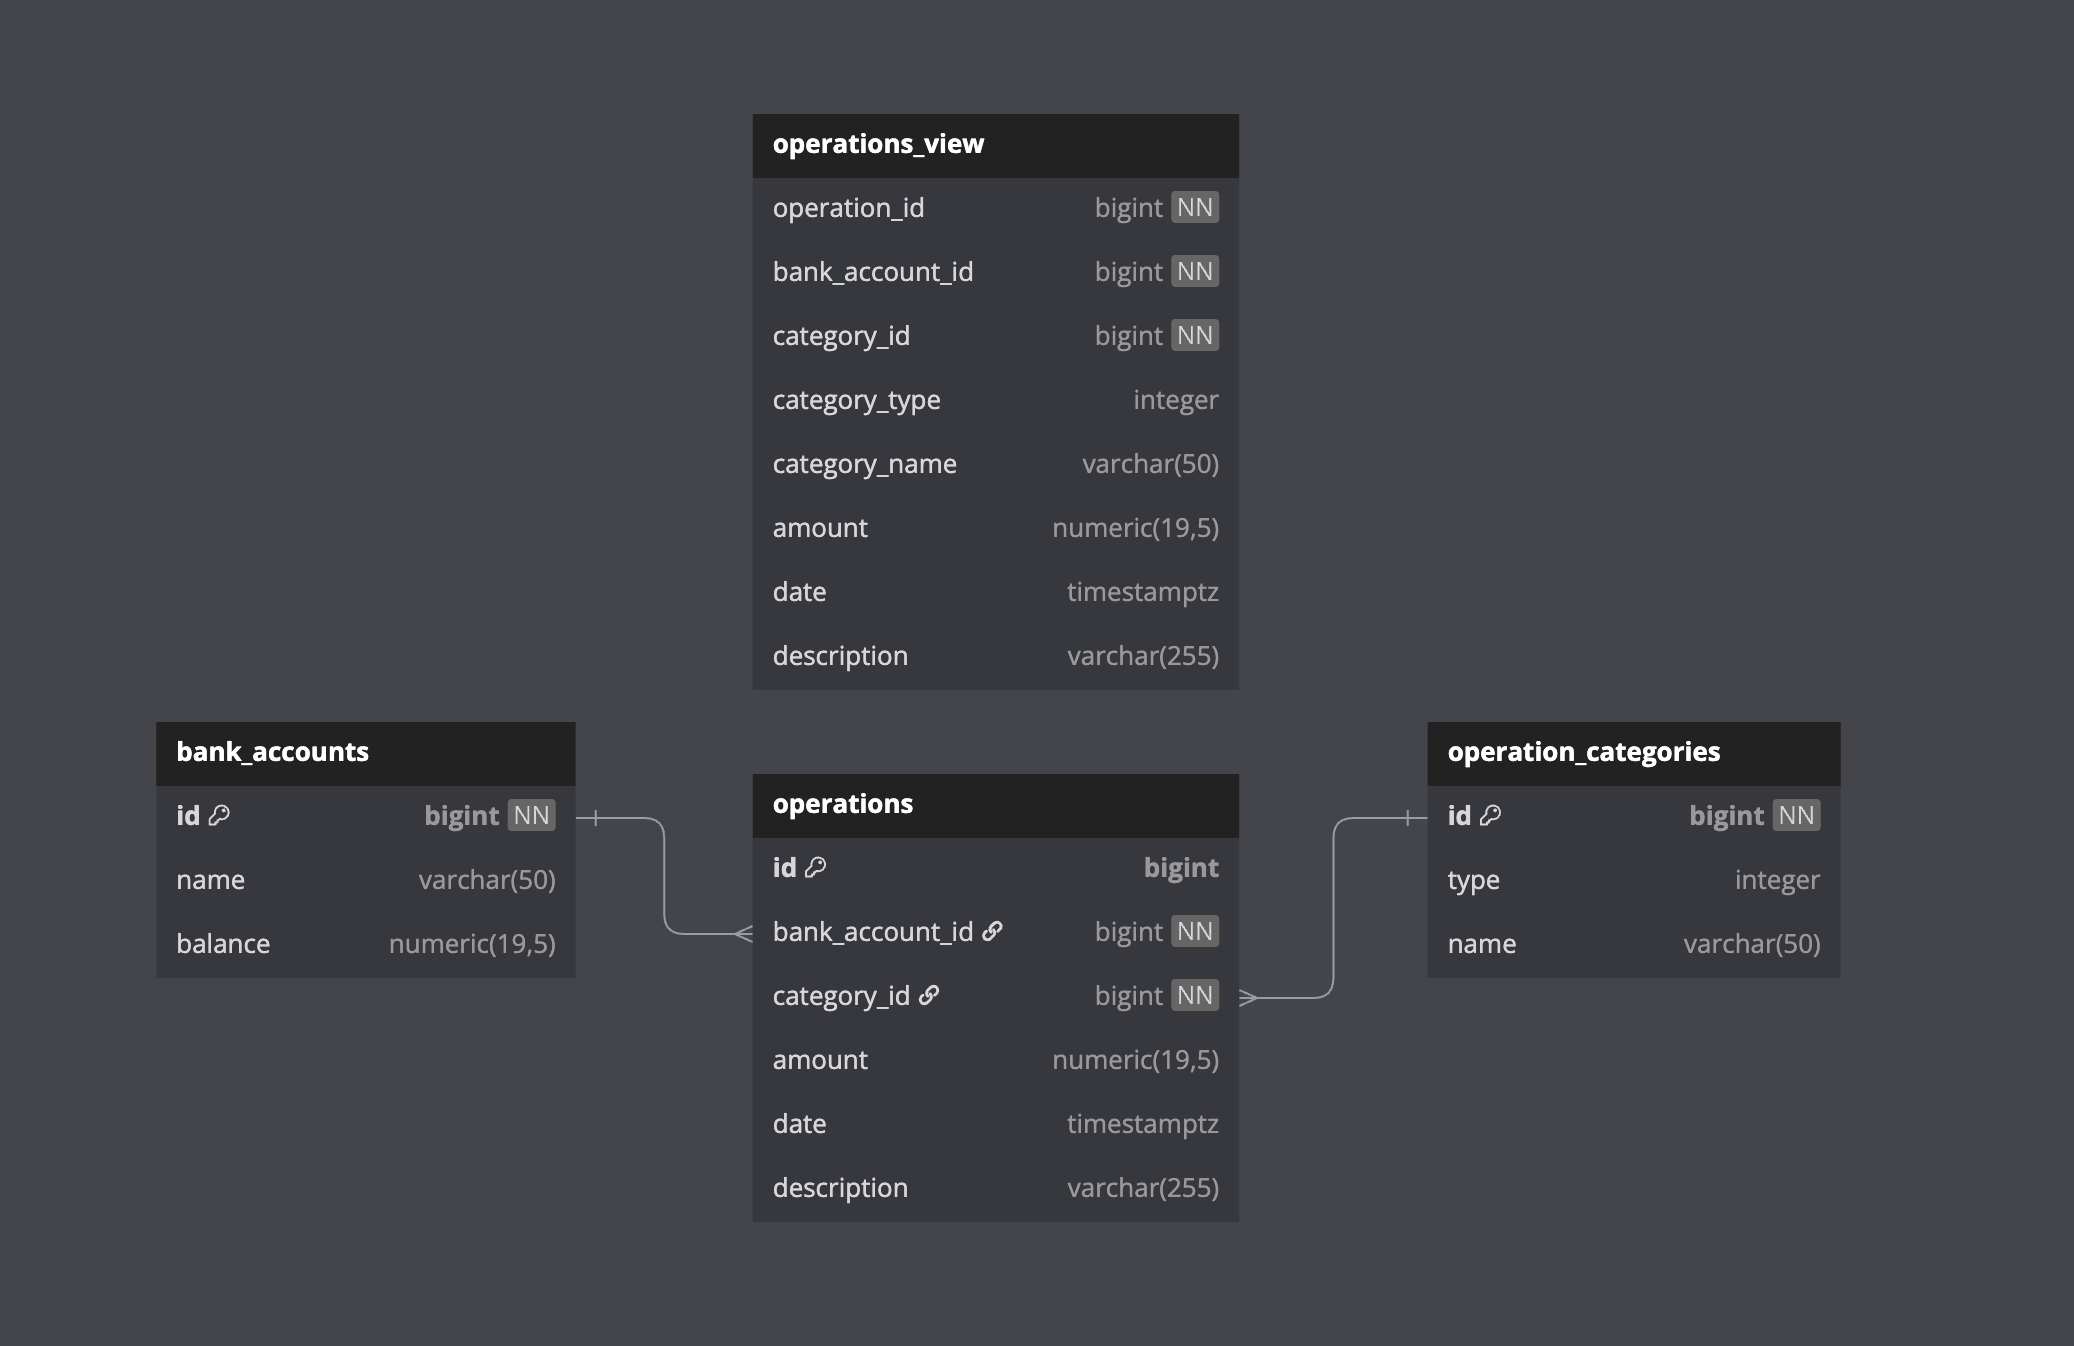 operations_view
operation_id bigint NN
bank_account_id bigint NN
category_id bigint NN
category_type integer
category_name varchar(50)
amount numeric(19,5)
date timestamptz
description varchar(255)
bank_accounts
id bigint NN
name varchar(50)
balance numeric(19,5)
operations
id bigint
bank_account_id bigint NN
category_id bigint NN
amount numeric(19,5)
date timestamptz
description varchar(255)
operation_categories
id bigint NN
type integer
name varchar(50)